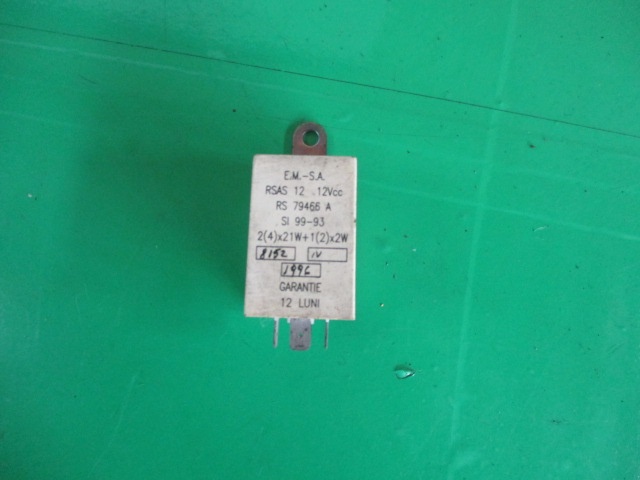 E.M.-S.A.
RSAS 12 12Vcc
RS 79466 A
SI 99-93
2(4)x21W+1(2)x2W
8152 IV
1996
GARANTIE
12 LUNI